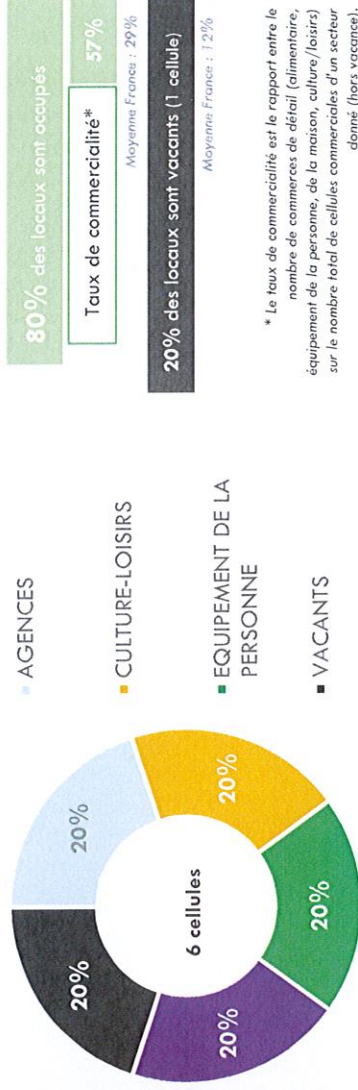 20%
20%
20%
20%
20%
6 cellules
AGENCES
CULTURE-LOISIRS
EQUIPEMENT DE LA
PERSONNE
VACANTS
80% des locaux sont occupés
Taux de commercialité*
57%
Moyenne France : 29%
20% des locaux sont vacants (1 cellule)
Moyenne France : 12%
* Le taux de commercialité est le rapport entre le
nombre de commerces de détail (alimentaire,
équipement de la personne, de la maison, culture/loisirs)
sur le nombre total de cellules commerciales d'un secteur
donné (hors vacance).